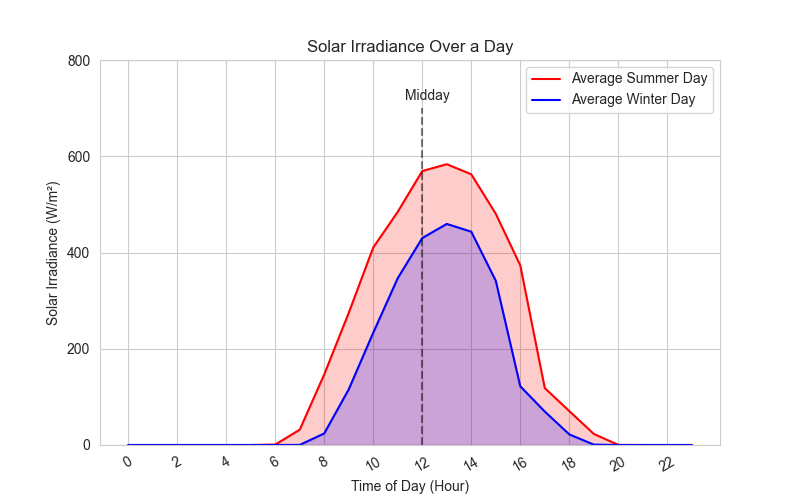 Solar Irradiance Over a Day
800
600
400
200
0
Solar Irradiance (W/m²)
Midday
Average Summer Day
Average Winter Day
0 2 4 6 8 10 12 14 16 18 20 22
Time of Day (Hour)